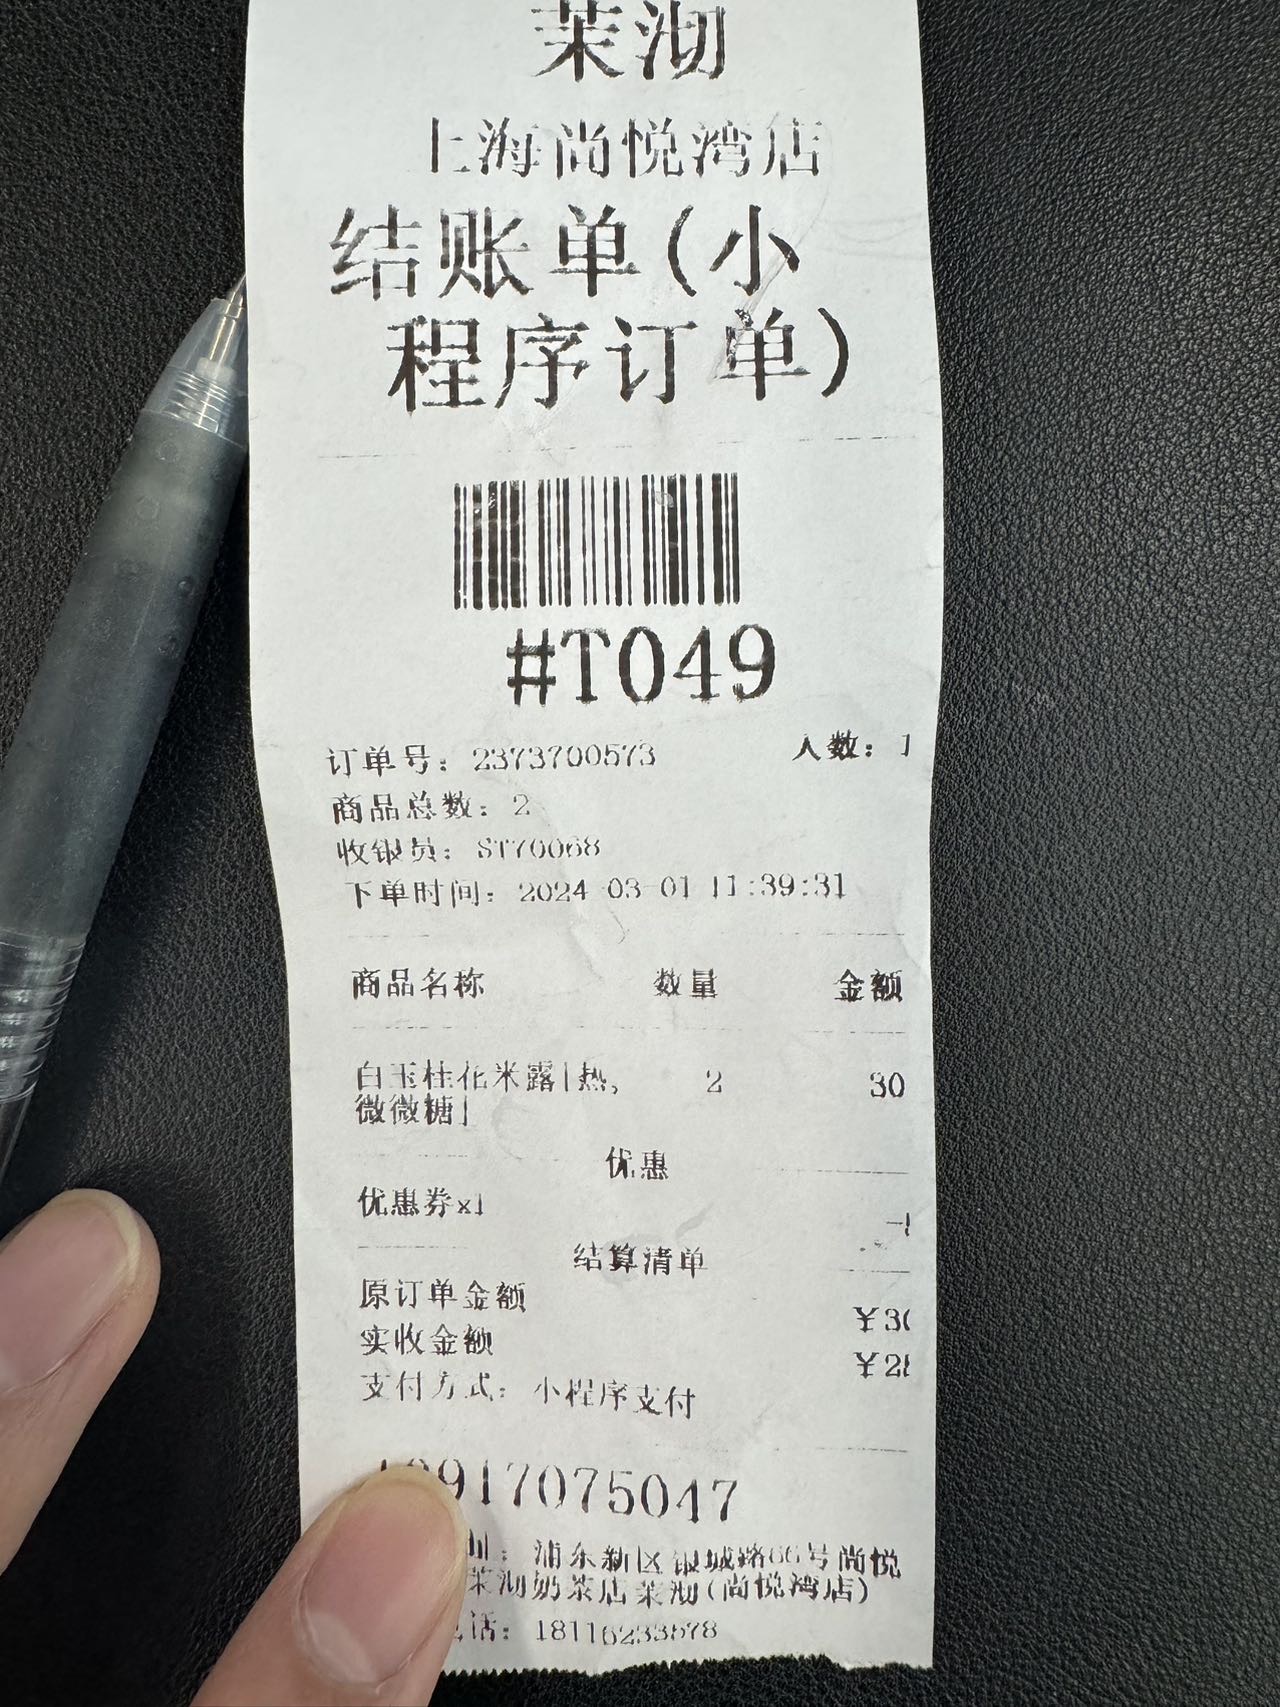 茉沏
上海尚悦湾店
结账单(小
程序订单)
#T049
订单号: 2373700573 人数: 1
商品总数: 2
收银员: ST70068
下单时间: 2024-03-01 11:39:31
商品名称 数量 金额
白玉桂花米露[热, 2 30
微微糖]
优惠
优惠券x1
结算清单
原订单金额 ¥30
实收金额 ¥2
支付方式: 小程序支付
917075047
浦东新区银城路66号尚悦
茉沏奶茶店茉沏(尚悦湾店)
话: 18116233578